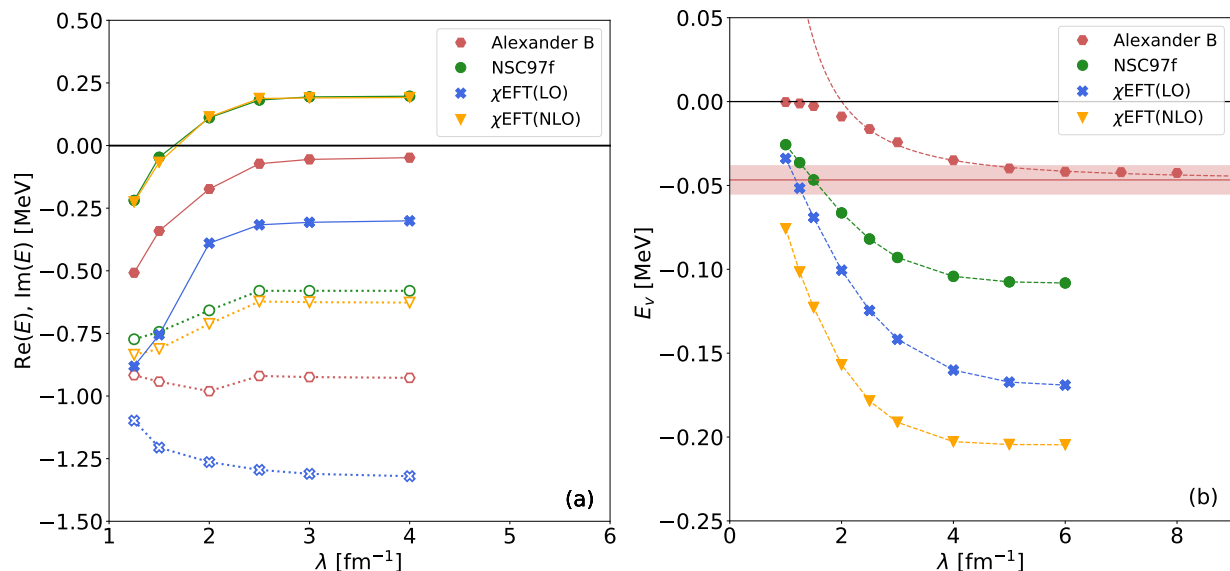 0.50
0.25
0.00
−0.25
−0.50
−0.75
−1.00
−1.25
−1.50
Re(E), Im(E) [MeV]
1
2
3
4
5
6
λ [fm⁻¹]
Alexander B
NSC97f
χEFT(LO)
χEFT(NLO)
(a)
0.05
0.00
−0.05
−0.10
−0.15
−0.20
−0.25
E_v [MeV]
0
2
4
6
8
λ [fm⁻¹]
Alexander B
NSC97f
χEFT(LO)
χEFT(NLO)
(b)